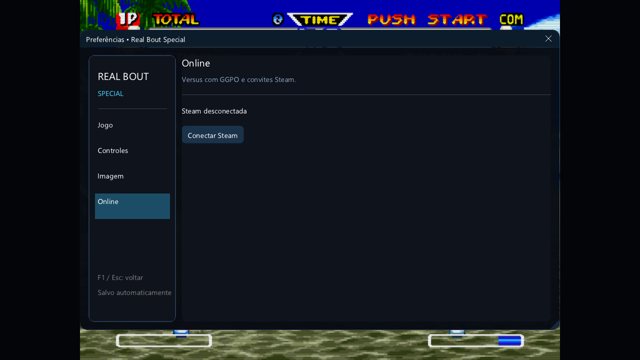 1P TOTAL TIME PUSH START COM
Preferências • Real Bout Special
REAL BOUT
SPECIAL
Jogo
Controles
Imagem
Online
F1 / Esc: voltar
Salvo automaticamente
Online
Versus com GGPO e convites Steam.
Steam desconectada
Conectar Steam